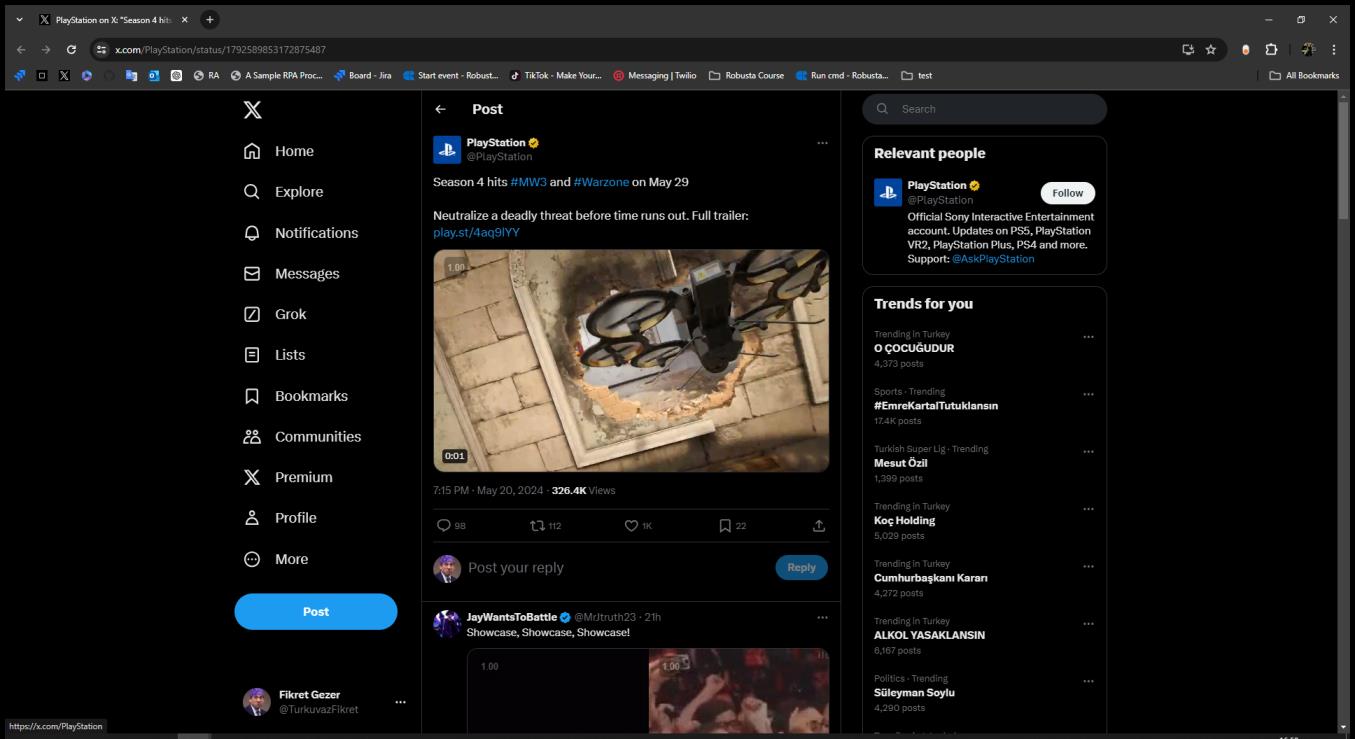 PlayStation on X: "Season 4 hits
x.com/PlayStation/status/1792589853172875487
RA
A Sample RPA Proc...
Board - Jira
Start event - Robust...
TikTok - Make Your...
Messaging | Twilio
Robusta Course
Run cmd - Robusta...
test
All Bookmarks
Home
Explore
Notifications
Messages
Grok
Lists
Bookmarks
Communities
Premium
Profile
More
Post
Fikret Gezer
@TurkuvazFikret
https://x.com/PlayStation
Post
PlayStation
@PlayStation
Season 4 hits #MW3 and #Warzone on May 29
Neutralize a deadly threat before time runs out. Full trailer:
play.st/4aq9lYY
1.00
0:01
7:15 PM · May 20, 2024 · 326.4K Views
98 112 1K 22
Post your reply
Reply
JayWantsToBattle @MrJtruth23 · 21h
Showcase, Showcase, Showcase!
1.00 1.00
Search
Relevant people
PlayStation
@PlayStation
Follow
Official Sony Interactive Entertainment
account. Updates on PS5, PlayStation
VR2, PlayStation Plus, PS4 and more.
Support: @AskPlayStation
Trends for you
Trending in Turkey
O ÇOCUĞUDUR
4,373 posts
Sports · Trending
#EmreKartalTutuklansın
17.4K posts
Turkish Super Lig · Trending
Mesut Özil
1,399 posts
Trending in Turkey
Koç Holding
5,029 posts
Trending in Turkey
Cumhurbaşkanı Kararı
4,272 posts
Trending in Turkey
ALKOL YASAKLANSIN
6,167 posts
Politics · Trending
Süleyman Soylu
4,290 posts